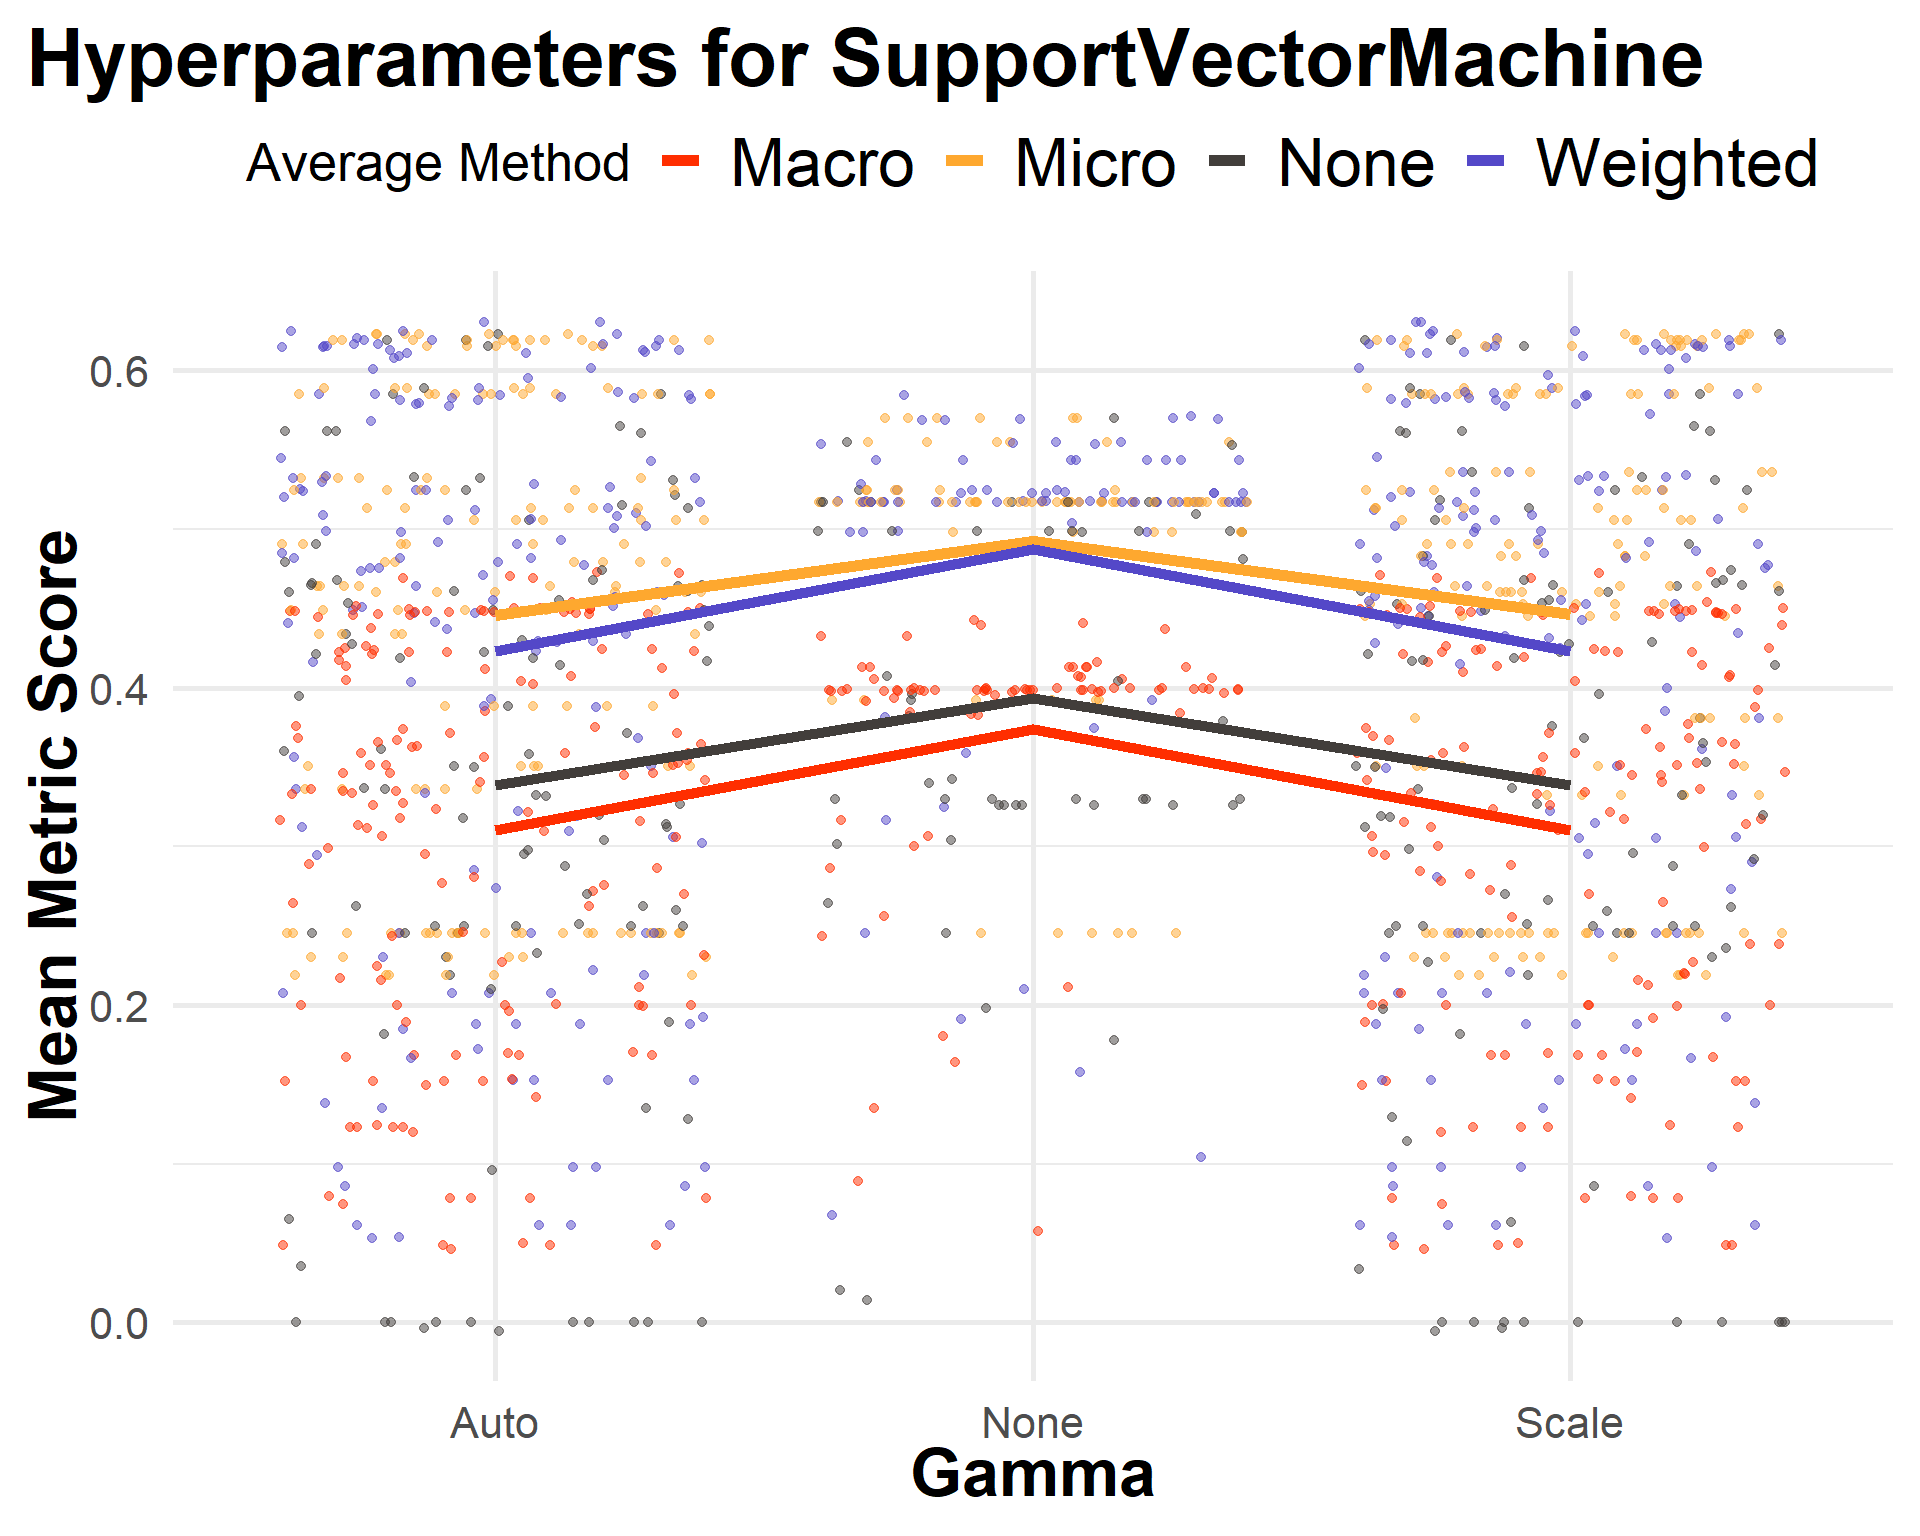 Hyperparameters for SupportVectorMachine
Average Method Macro Micro None Weighted
Mean Metric Score
0.6
0.4
0.2
0.0
Auto None Scale
Gamma